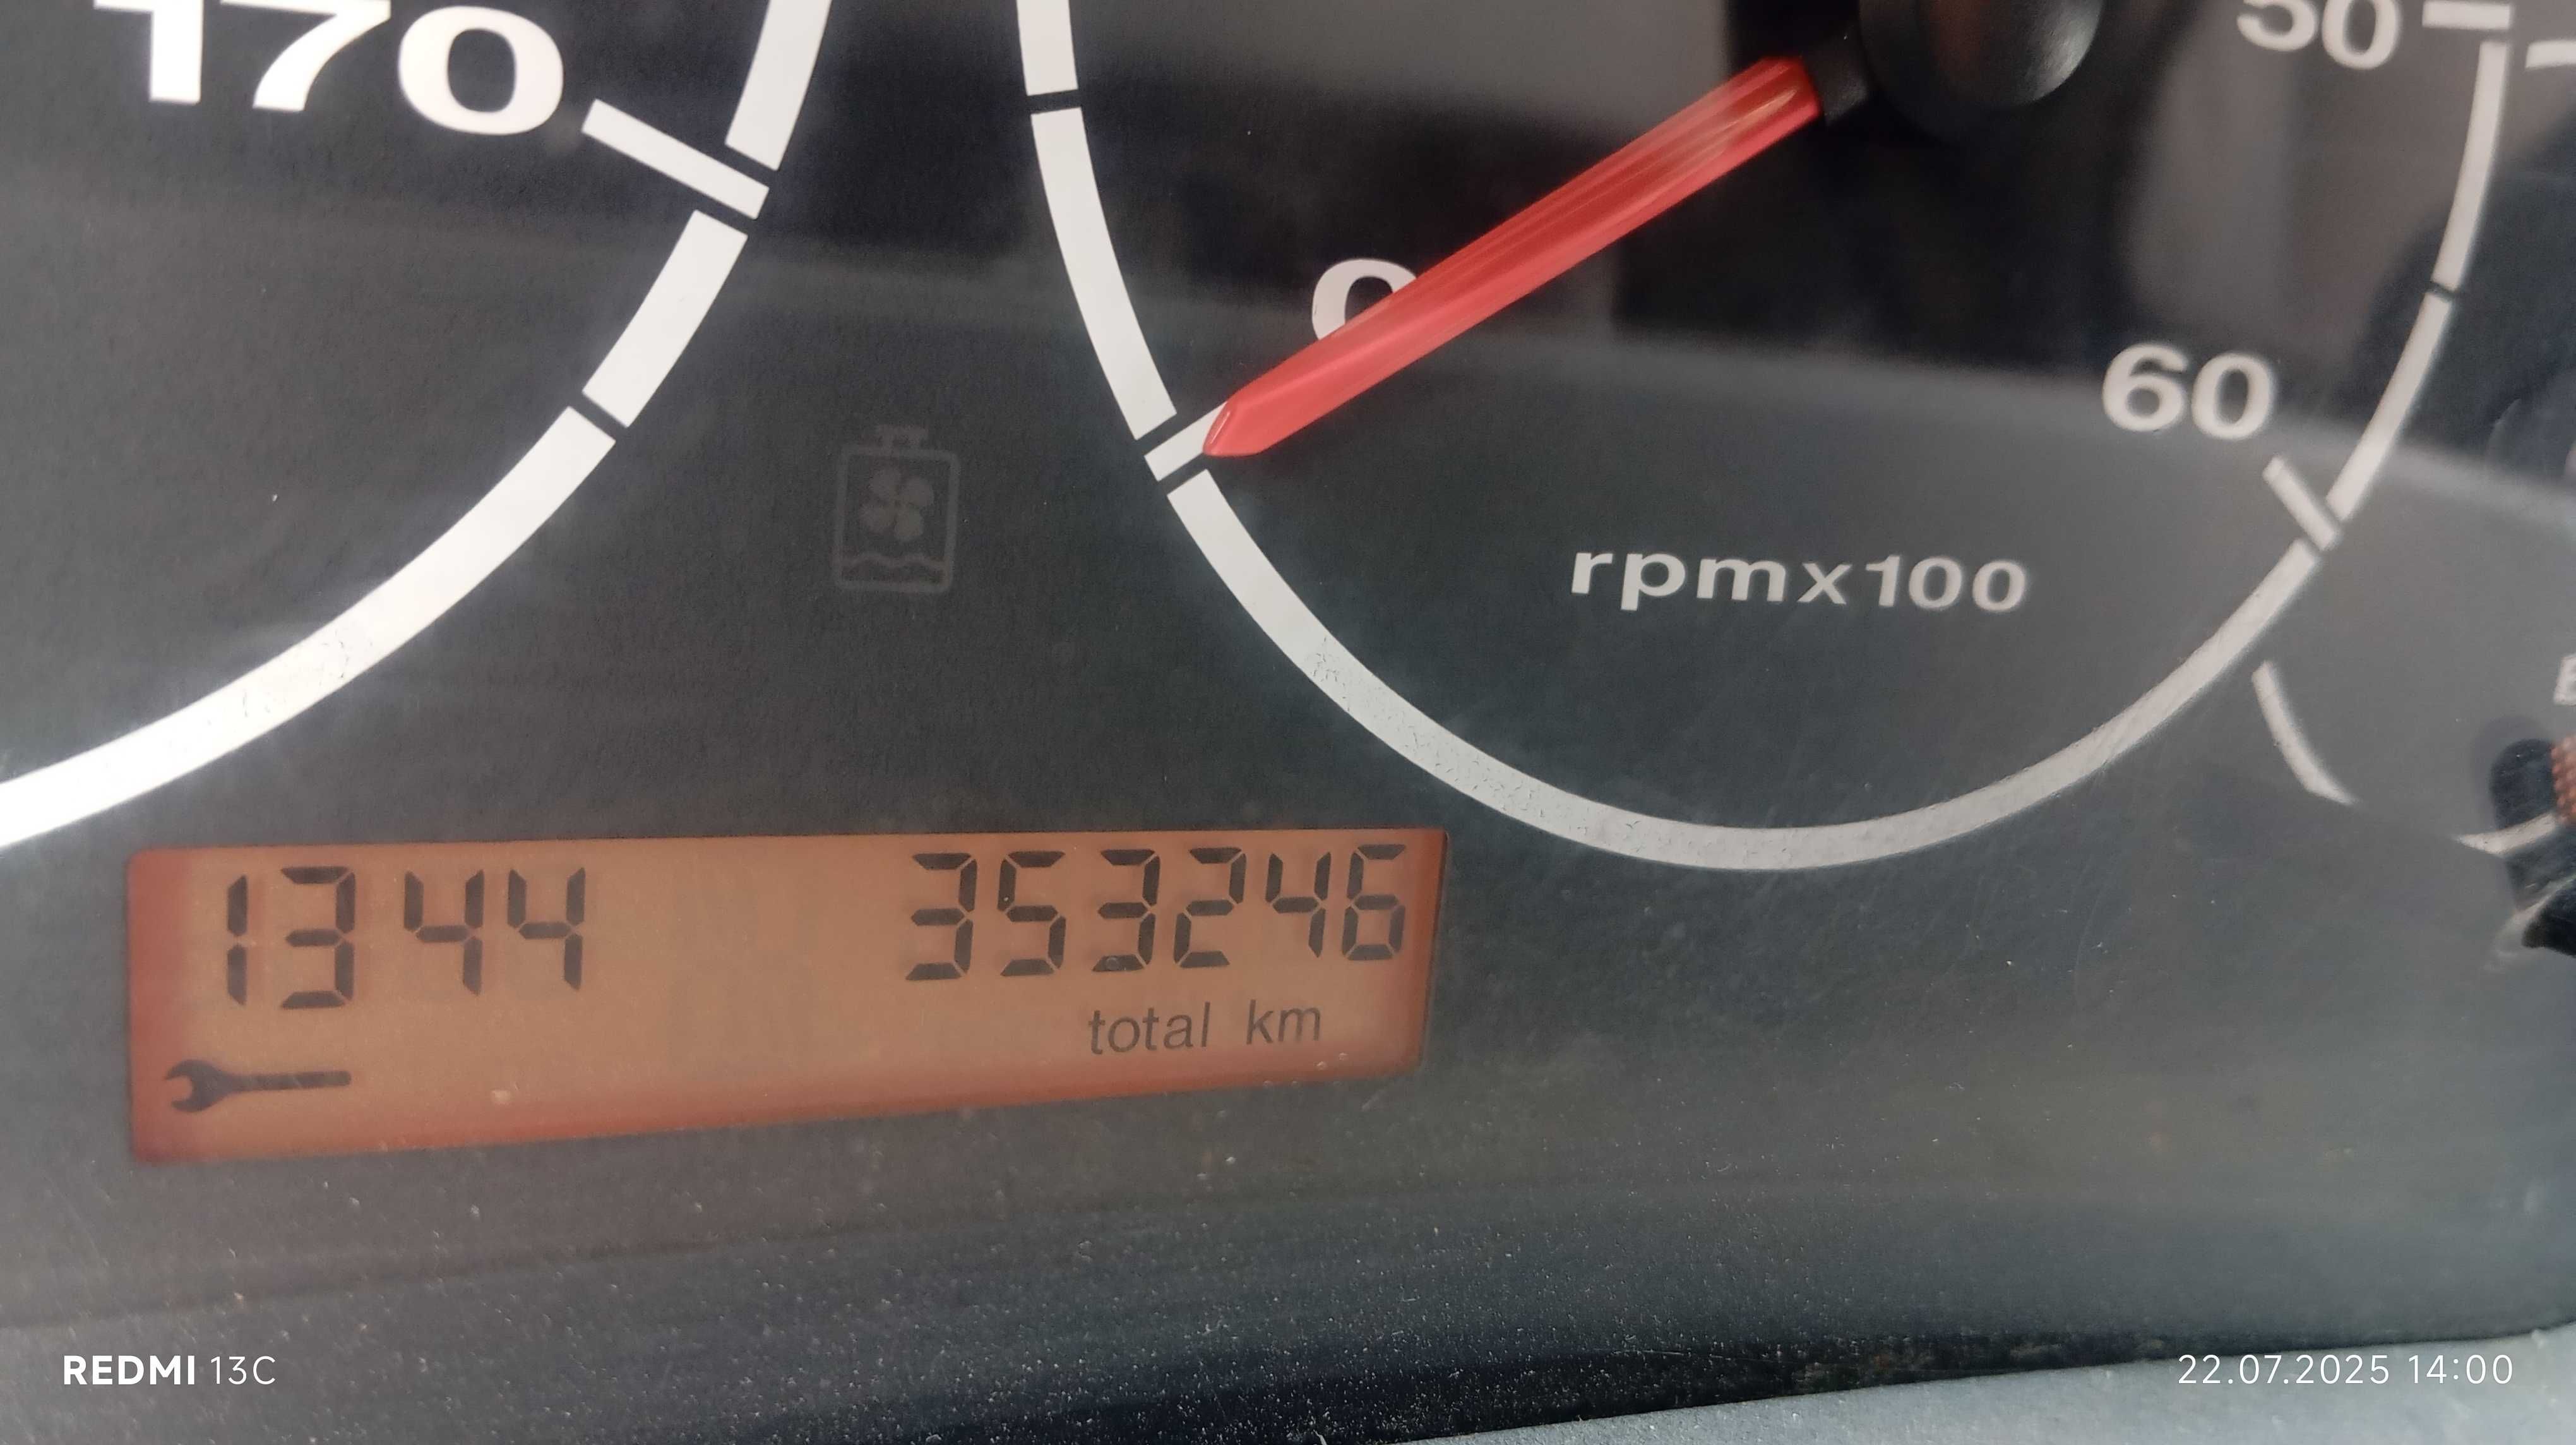 170
50
0
60
rpmx100
1344 353246
total km
REDMI 13C
22.07.2025 14:00